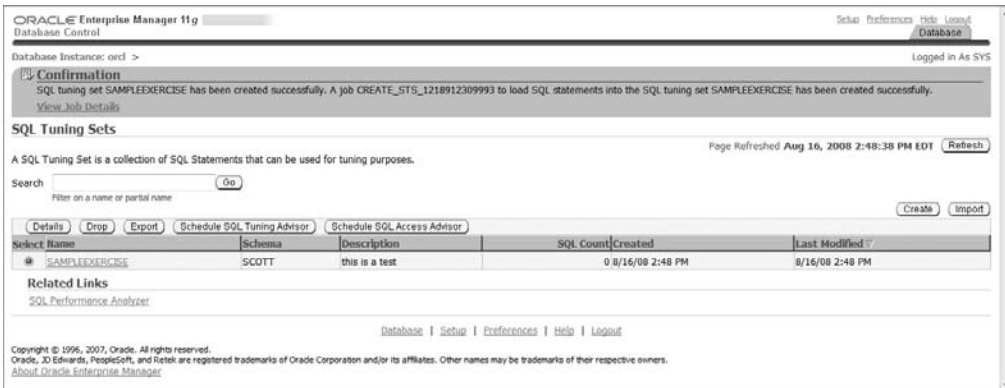 ORACLE Enterprise Manager 11g
Database Control
Setup Preferences Help Logout
Database
Database Instance: orcl >
Logged in As SYS
Confirmation
SQL tuning set SAMPLEEXERCISE has been created successfully. A job CREATE_STS_1218912309993 to load SQL statements into the SQL tuning set SAMPLEEXERCISE has been created successfully.
View Job Details
SQL Tuning Sets
Page Refreshed Aug 16, 2008 2:48:38 PM EDT Refresh
A SQL Tuning Set is a collection of SQL Statements that can be used for tuning purposes.
Search Go
Filter on a name or partial name
Create Import
Details Drop Export Schedule SQL Tuning Advisor Schedule SQL Access Advisor
Select Name Schema Description SQL Count Created Last Modified
SAMPLEEXERCISE SCOTT this is a test 0 8/16/08 2:48 PM 8/16/08 2:48 PM
Related Links
SQL Performance Analyzer
Database | Setup | Preferences | Help | Logout
Copyright © 1996, 2007, Oracle. All rights reserved.
Oracle, JD Edwards, PeopleSoft, and Retek are registered trademarks of Oracle Corporation and/or its affiliates. Other names may be trademarks of their respective owners.
About Oracle Enterprise Manager